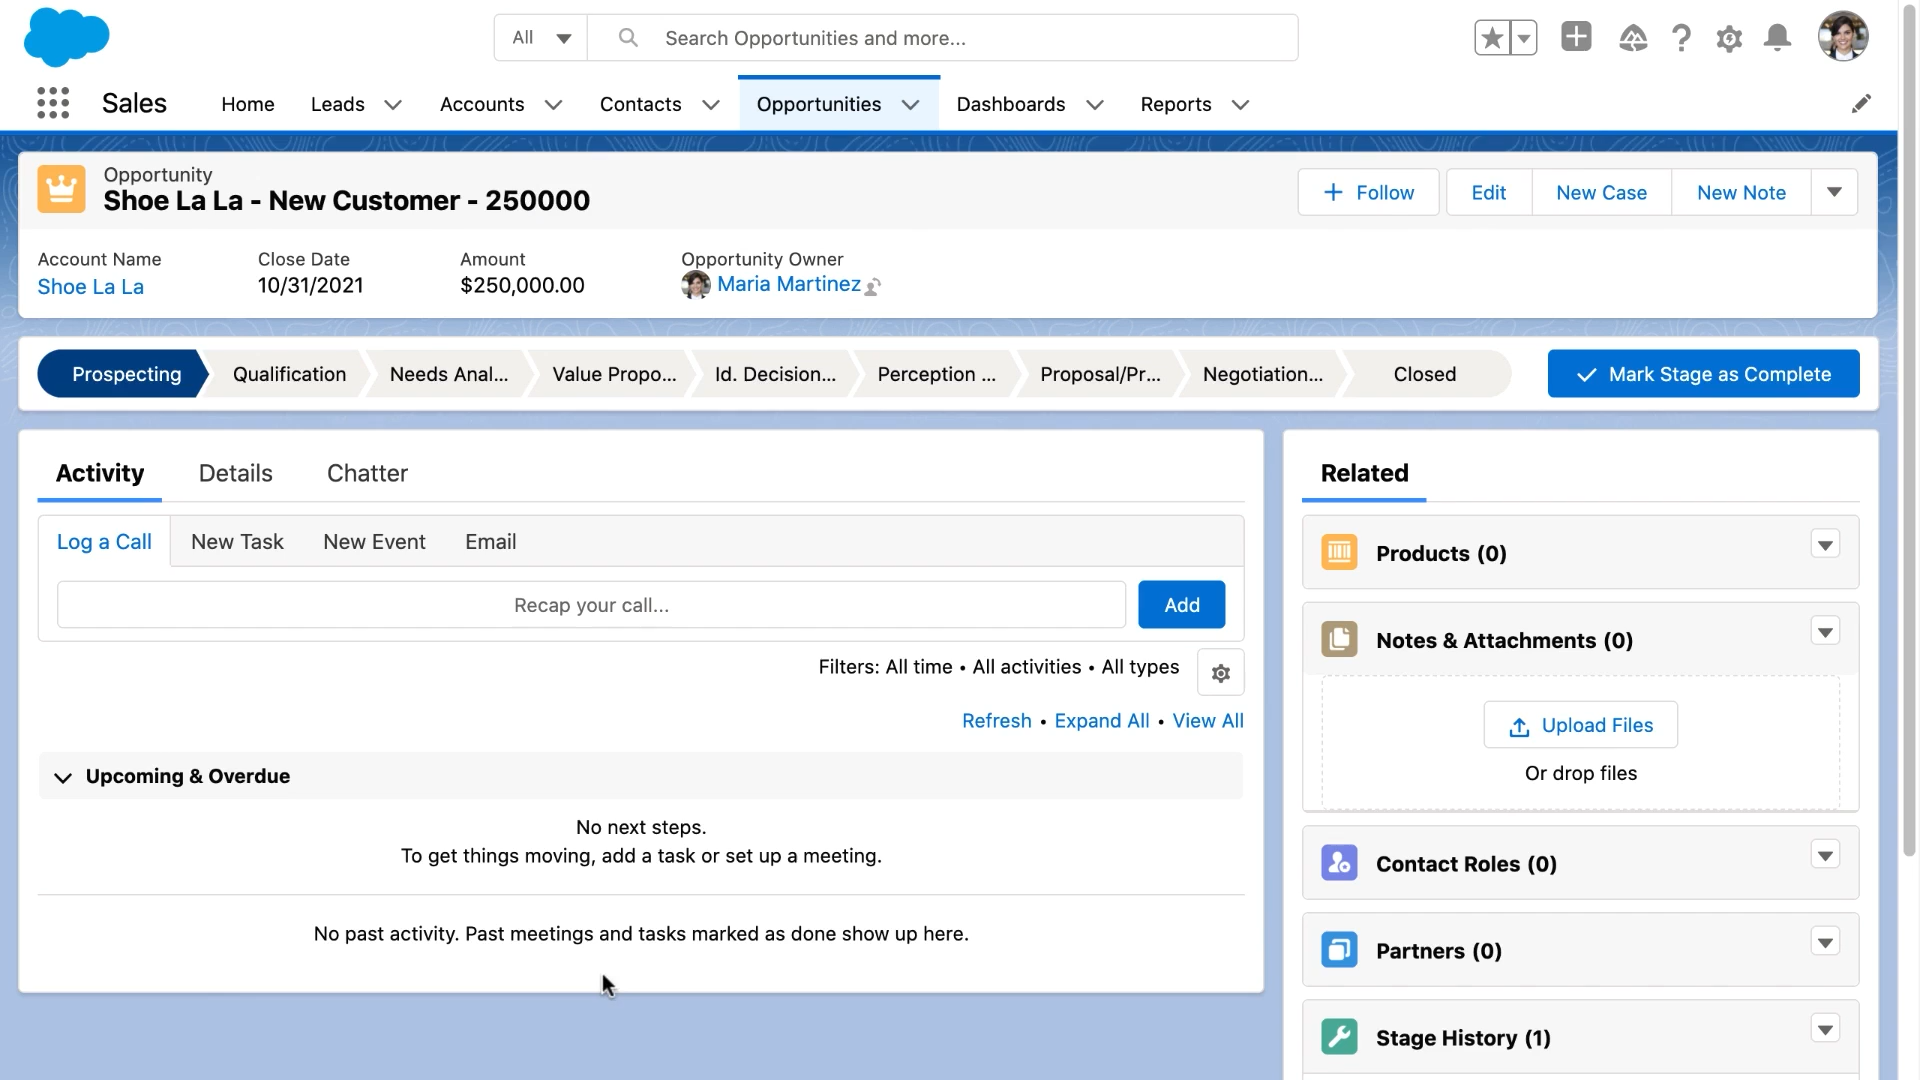 All
Search Opportunities and more...
Sales
Home
Leads
Accounts
Contacts
Opportunities
Dashboards
Reports
Opportunity
Shoe La La - New Customer - 250000
Follow
Edit
New Case
New Note
Account Name
Close Date
Amount
Opportunity Owner
Shoe La La
10/31/2021
$250,000.00
Maria Martinez
Prospecting
Qualification
Needs Anal...
Value Propo...
Id. Decision...
Perception ...
Proposal/Pr...
Negotiation...
Closed
Mark Stage as Complete
Activity
Details
Chatter
Log a Call
New Task
New Event
Email
Recap your call...
Add
Filters: All time • All activities • All types
Refresh • Expand All • View All
Upcoming & Overdue
No next steps.
To get things moving, add a task or set up a meeting.
No past activity. Past meetings and tasks marked as done show up here.
Related
Products (0)
Notes & Attachments (0)
Upload Files
Or drop files
Contact Roles (0)
Partners (0)
Stage History (1)